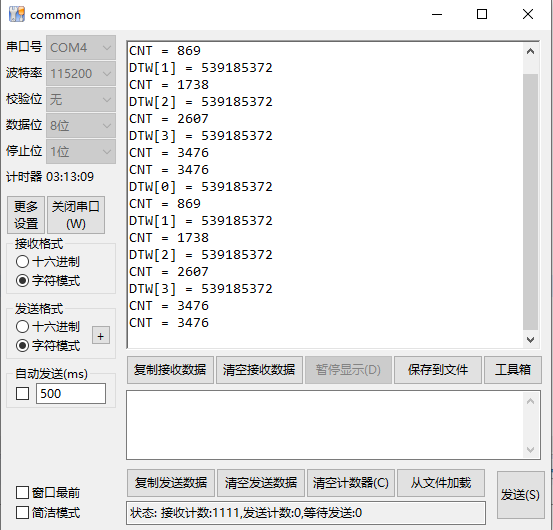 common
串口号 COM4
波特率 115200
校验位 无
数据位 8位
停止位 1位
计时器 03:13:09
更多设置
关闭串口(W)
接收格式
十六进制
字符模式
发送格式
十六进制
字符模式
+
自动发送(ms)
500
窗口最前
简洁模式
CNT = 869
DTW[1] = 539185372
CNT = 1738
DTW[2] = 539185372
CNT = 2607
DTW[3] = 539185372
CNT = 3476
CNT = 3476
DTW[0] = 539185372
CNT = 869
DTW[1] = 539185372
CNT = 1738
DTW[2] = 539185372
CNT = 2607
DTW[3] = 539185372
CNT = 3476
CNT = 3476
复制接收数据 清空接收数据 暂停显示(D) 保存到文件 工具箱
复制发送数据 清空发送数据 清空计数器(C) 从文件加载
发送(S)
状态: 接收计数:1111,发送计数:0,等待发送:0